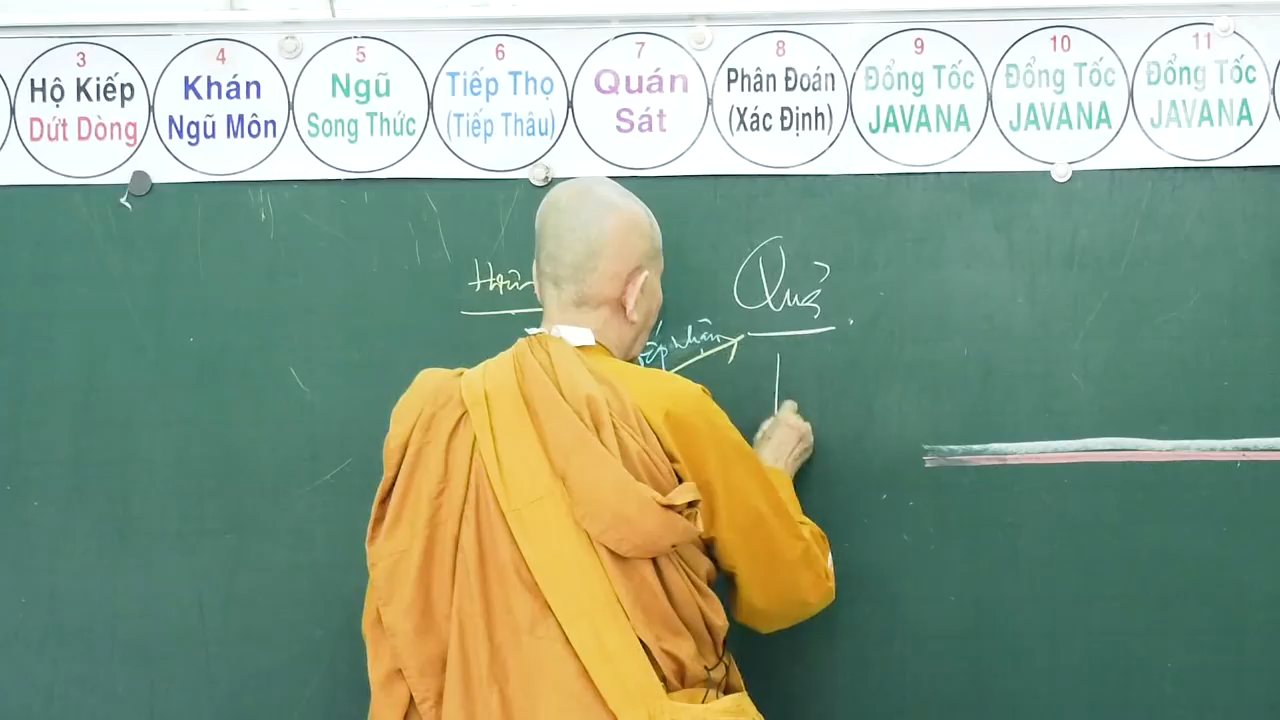 3
Hộ Kiếp
Dứt Dòng
4
Khán
Ngũ Môn
5
Ngũ
Song Thức
6
Tiếp Thọ
(Tiếp Thâu)
7
Quán
Sát
8
Phân Đoán
(Xác Định)
9
Đổng Tốc
JAVANA
10
Đổng Tốc
JAVANA
11
Đổng Tốc
JAVANA
Quả
nhận